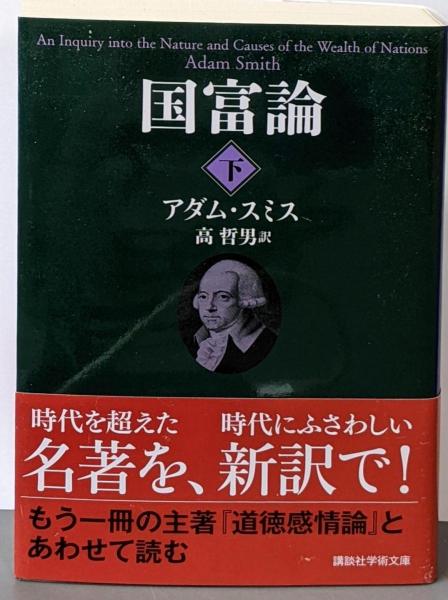 An Inquiry into the Nature and Causes of the Wealth of Nations
Adam Smith
国富論
下
アダム・スミス
高 哲男訳
時代を超えた 時代にふさわしい
名著を、新訳で!
もう一冊の主著『道徳感情論』と
あわせて読む
講談社学術文庫